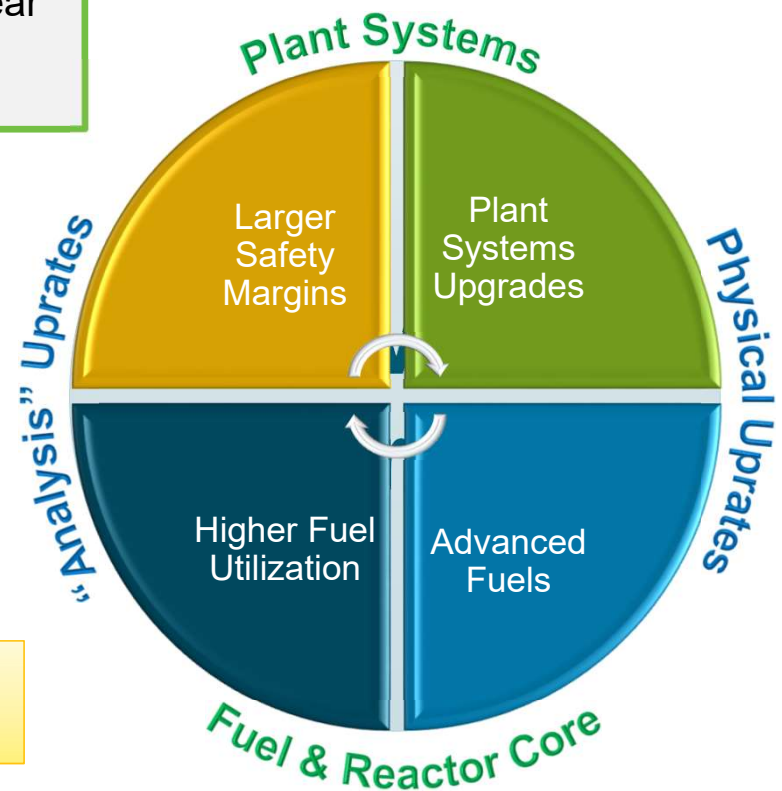 Plant Systems
"Analysis" Uprates
Larger
Safety
Margins
Plant
Systems
Upgrades
Physical Uprates
Higher Fuel
Utilization
Advanced
Fuels
Fuel & Reactor Core